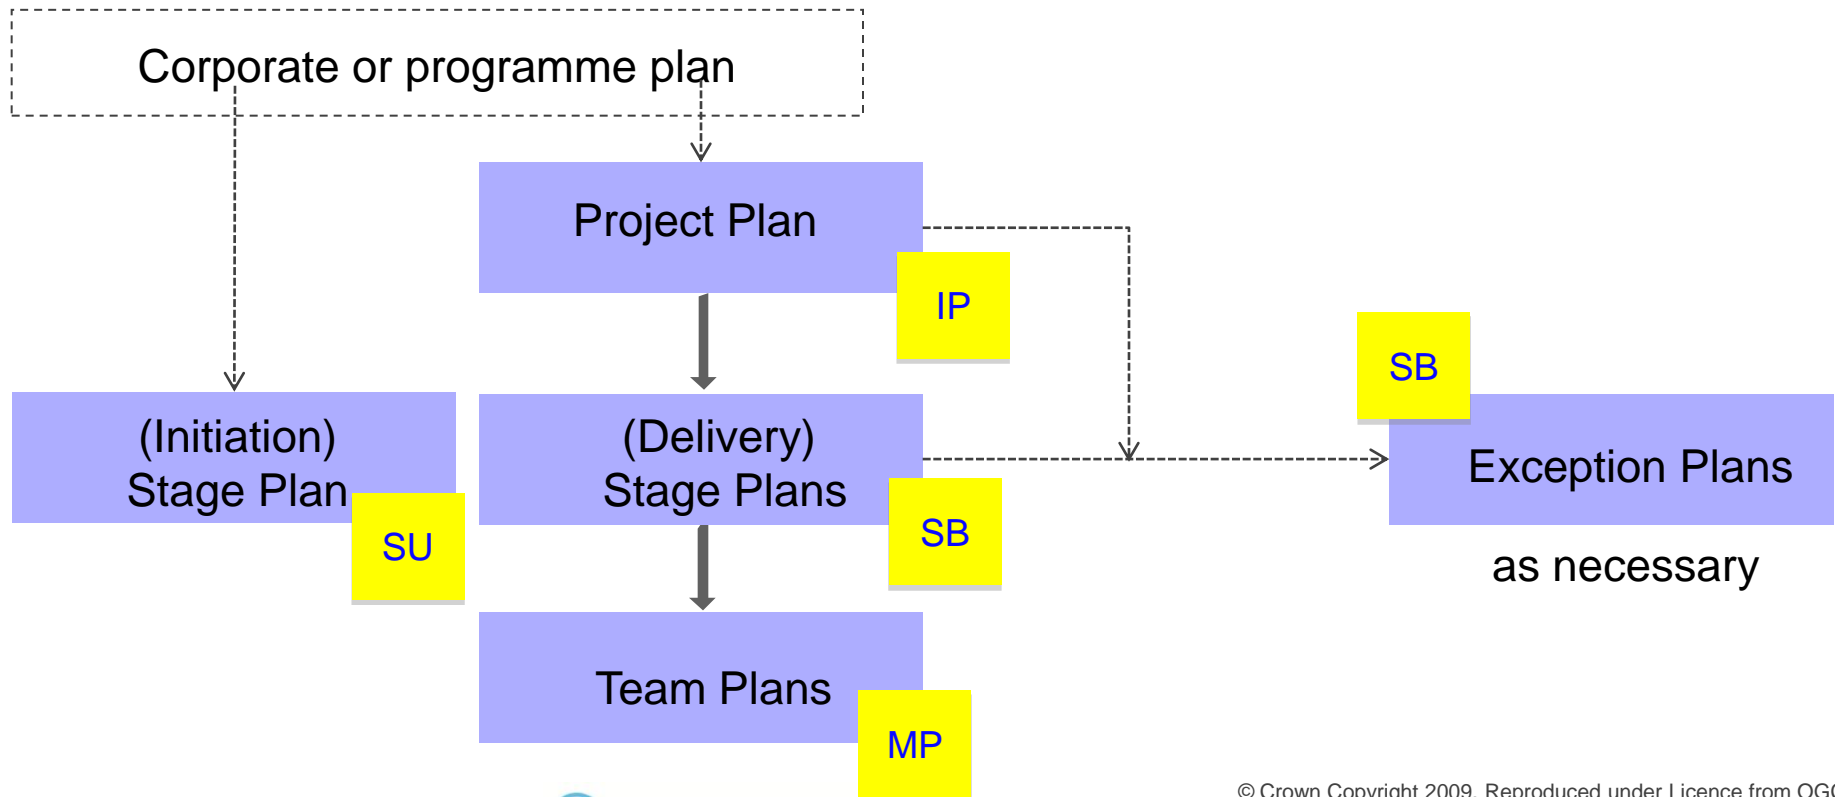 Corporate or programme plan
Project Plan
IP
SB
(Initiation)
Stage Plan
SU
(Delivery)
Stage Plans
SB
Exception Plans
as necessary
Team Plans
MP
© Crown Copyright 2009. Reproduced under Licence from OGC